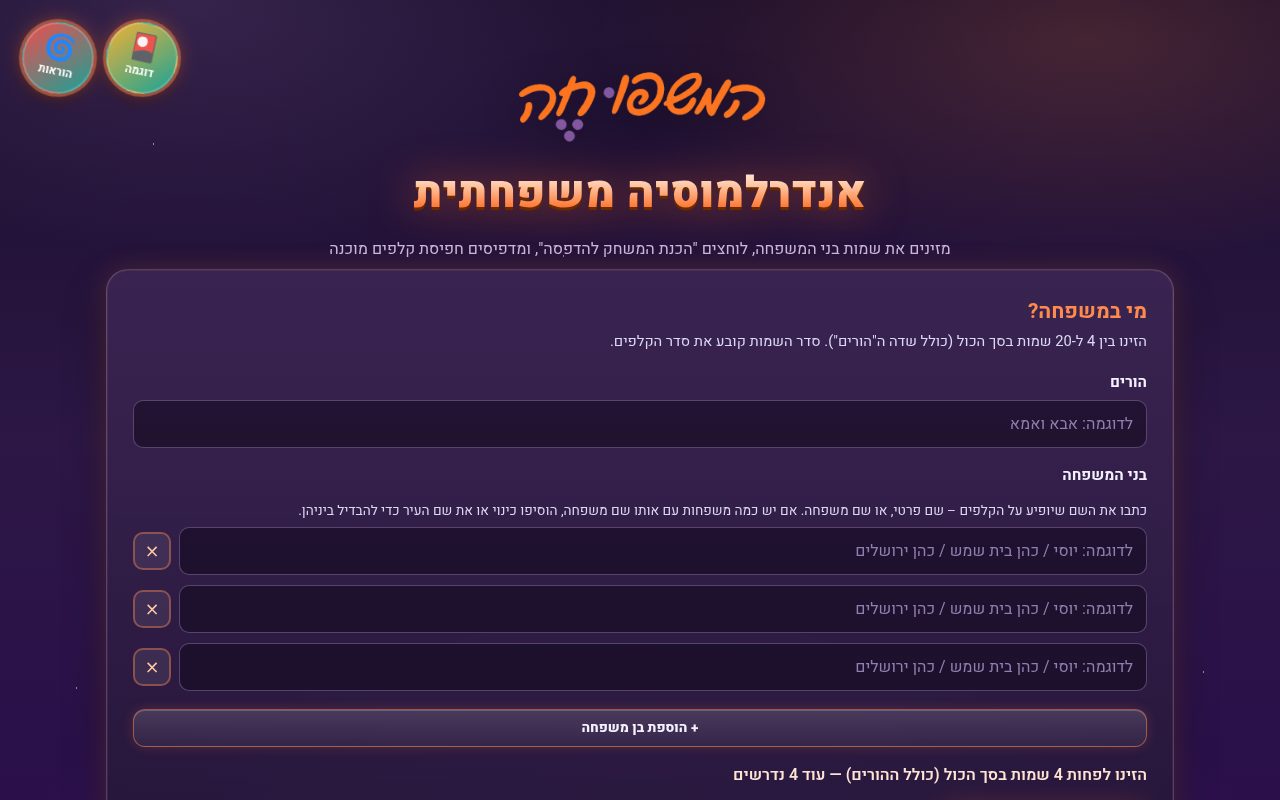 דוגמה
הוראות
המשפוּחה
אנדרלמוסיה משפחתית
מזינים את שמות בני המשפחה, לוחצים "הכנת המשחק להדפסה", ומדפיסים חפיסת קלפים מוכנה
מי במשפחה?
הזינו בין 4 ל-20 שמות בסך הכול (כולל שדה ה"הורים"). סדר השמות קובע את סדר הקלפים.
הורים
לדוגמה: אבא ואמא
בני המשפחה
כתבו את השם שיופיע על הקלפים – שם פרטי, או שם משפחה. אם יש כמה משפחות עם אותו שם משפחה, הוסיפו כינוי או את שם העיר כדי להבדיל ביניהן.
לדוגמה: יוסי / כהן בית שמש / כהן ירושלים
×
לדוגמה: יוסי / כהן בית שמש / כהן ירושלים
×
לדוגמה: יוסי / כהן בית שמש / כהן ירושלים
×
+ הוספת בן משפחה
הזינו לפחות 4 שמות בסך הכול (כולל ההורים) — עוד 4 נדרשים